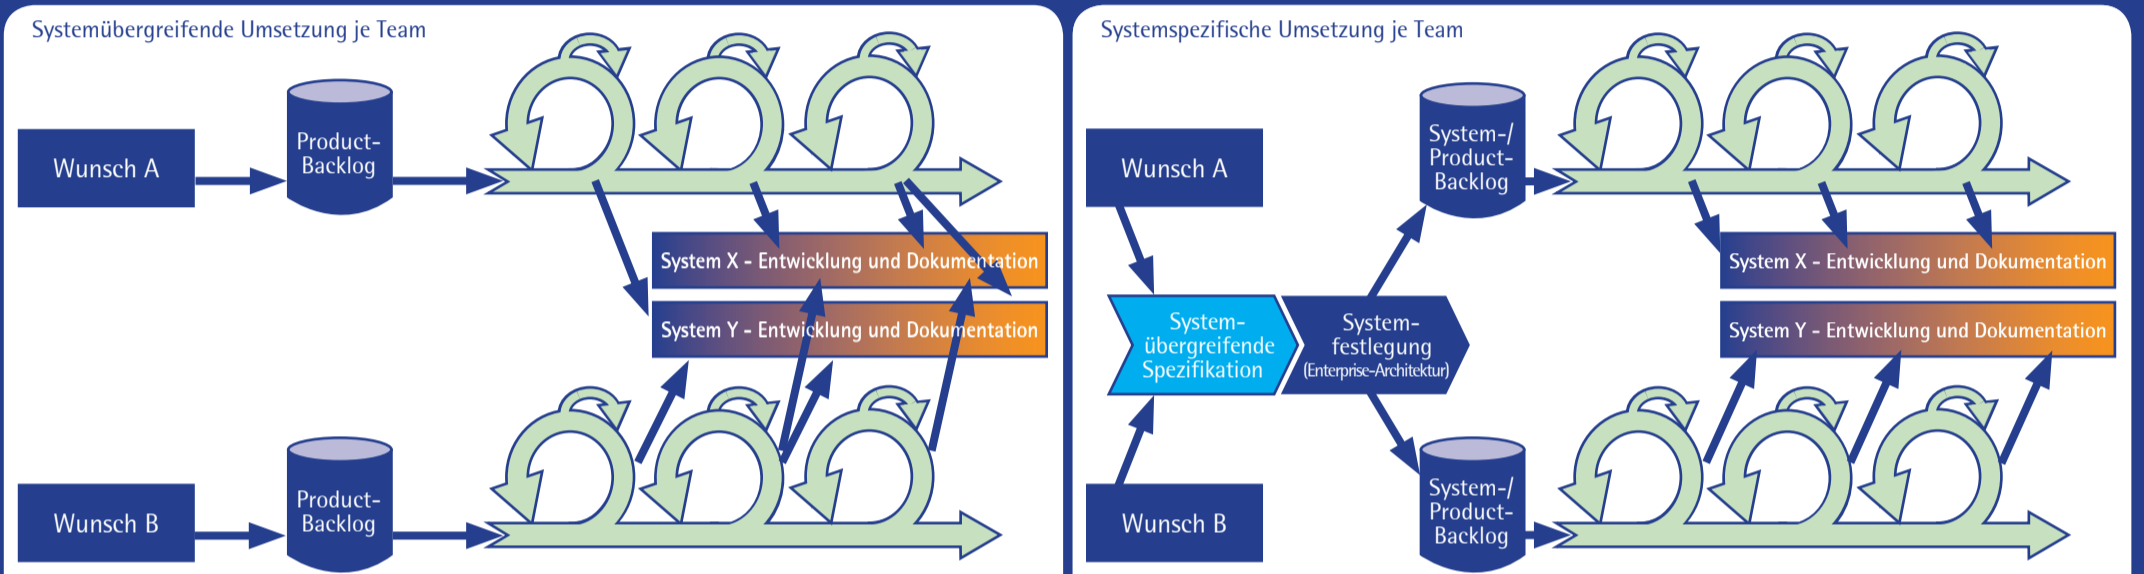 Systemübergreifende Umsetzung je Team
Wunsch A
Product-
Backlog
System X - Entwicklung und Dokumentation
System Y - Entwicklung und Dokumentation
Wunsch B
Product-
Backlog
Systemspezifische Umsetzung je Team
Wunsch A
System-/
Product-
Backlog
System-
übergreifende
Spezifikation
System-
festlegung
(Enterprise-Architektur)
System X - Entwicklung und Dokumentation
System Y - Entwicklung und Dokumentation
Wunsch B
System-/
Product-
Backlog